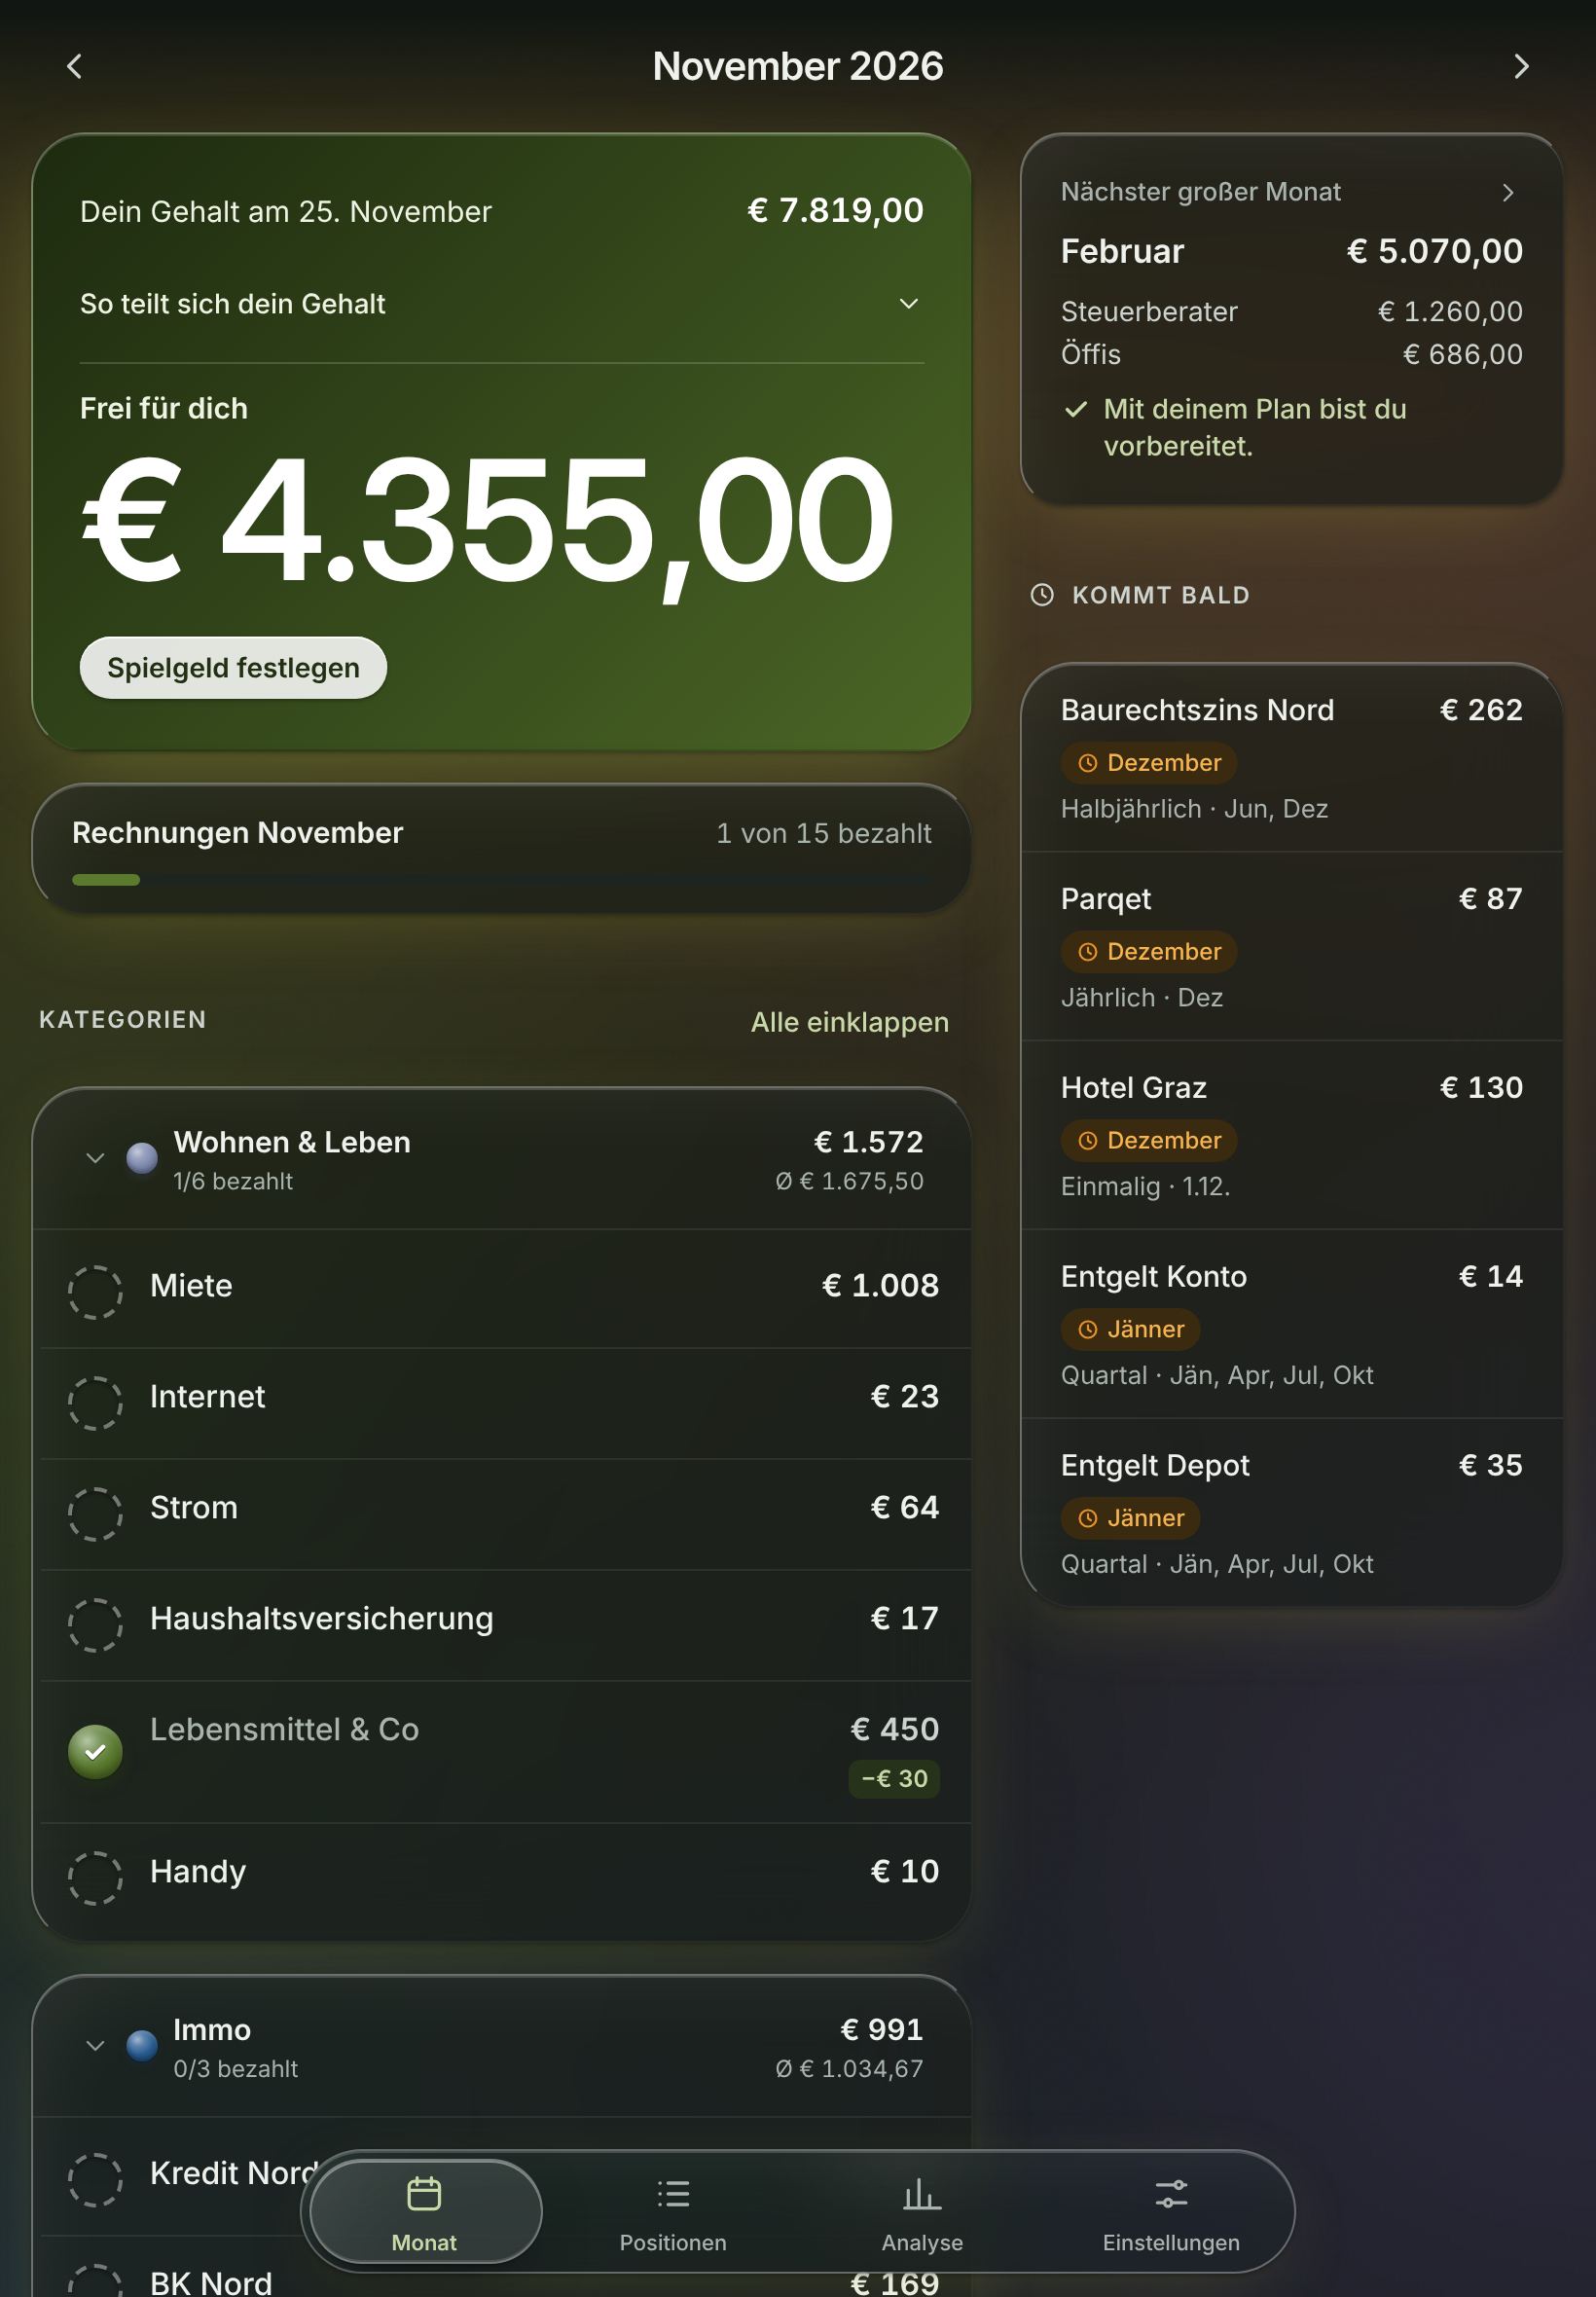 November 2026
Dein Gehalt am 25. November € 7.819,00
So teilt sich dein Gehalt
Frei für dich
€ 4.355,00
Spielgeld festlegen
Rechnungen November 1 von 15 bezahlt
KATEGORIEN Alle einklappen
Wohnen & Leben € 1.572
1/6 bezahlt Ø € 1.675,50
Miete € 1.008
Internet € 23
Strom € 64
Haushaltsversicherung € 17
Lebensmittel & Co € 450
−€ 30
Handy € 10
Immo € 991
0/3 bezahlt Ø € 1.034,67
Kredit Nord
BK Nord € 169
Nächster großer Monat
Februar € 5.070,00
Steuerberater € 1.260,00
Öffis € 686,00
Mit deinem Plan bist du
vorbereitet.
KOMMT BALD
Baurechtszins Nord € 262
Dezember
Halbjährlich · Jun, Dez
Parqet € 87
Dezember
Jährlich · Dez
Hotel Graz € 130
Dezember
Einmalig · 1.12.
Entgelt Konto € 14
Jänner
Quartal · Jän, Apr, Jul, Okt
Entgelt Depot € 35
Jänner
Quartal · Jän, Apr, Jul, Okt
Monat Positionen Analyse Einstellungen